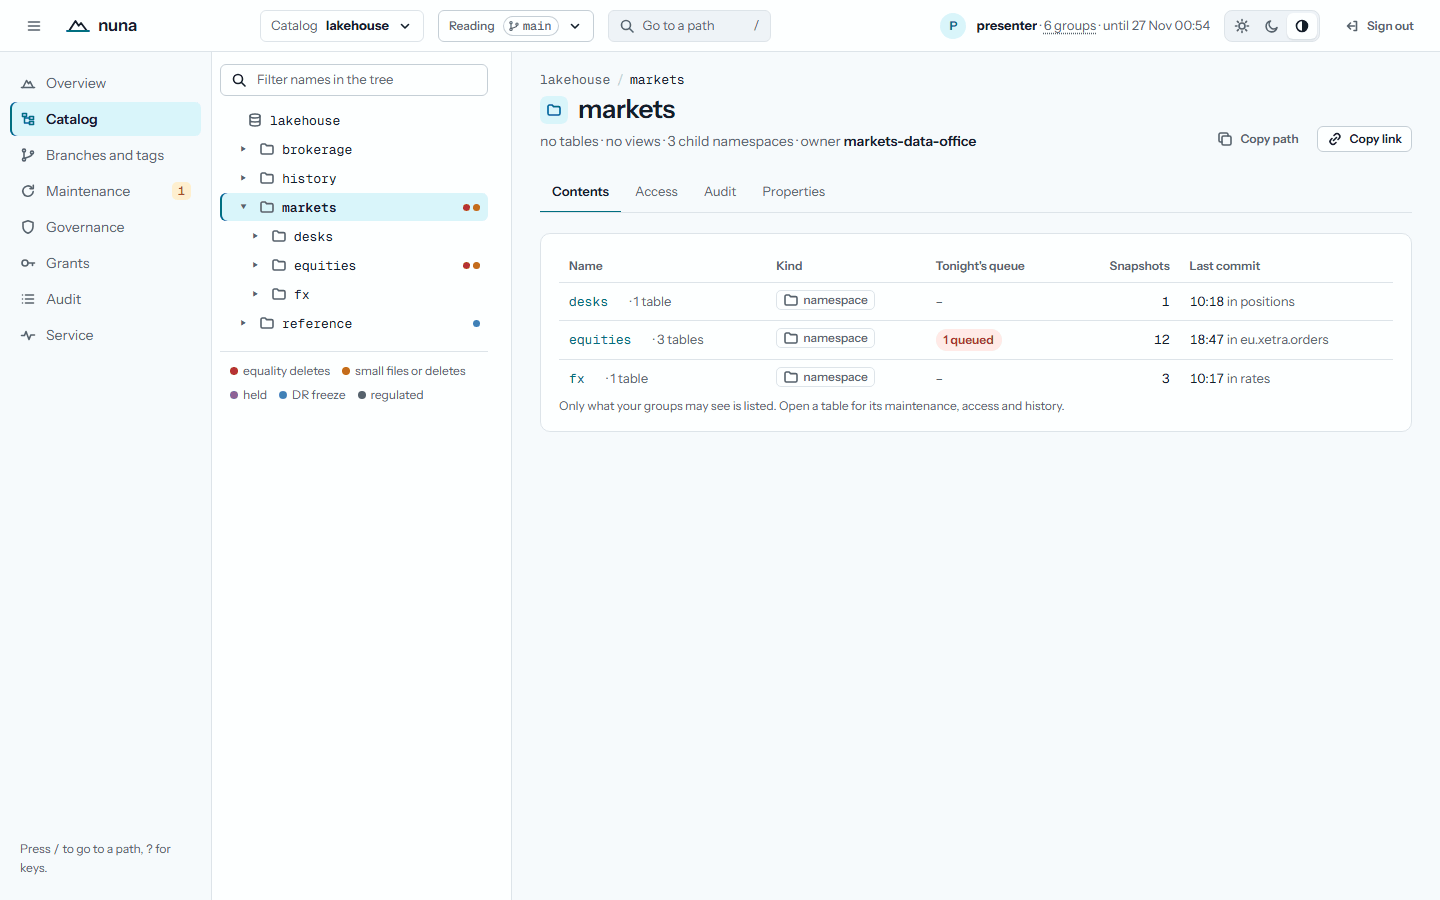 nuna
Catalog lakehouse
Reading main
Go to a path /
P presenter · 6 groups · until 27 Nov 00:54
Sign out
Overview
Catalog
Branches and tags
Maintenance 1
Governance
Grants
Audit
Service
Press / to go to a path, ? for
keys.
Filter names in the tree
lakehouse
brokerage
history
markets
desks
equities
fx
reference
equality deletes small files or deletes
held DR freeze regulated
lakehouse / markets
markets
no tables · no views · 3 child namespaces · owner markets-data-office
Copy path Copy link
Contents Access Audit Properties
Name Kind Tonight's queue Snapshots Last commit
desks · 1 table namespace – 1 10:18 in positions
equities · 3 tables namespace 1 queued 12 18:47 in eu.xetra.orders
fx · 1 table namespace – 3 10:17 in rates
Only what your groups may see is listed. Open a table for its maintenance, access and history.